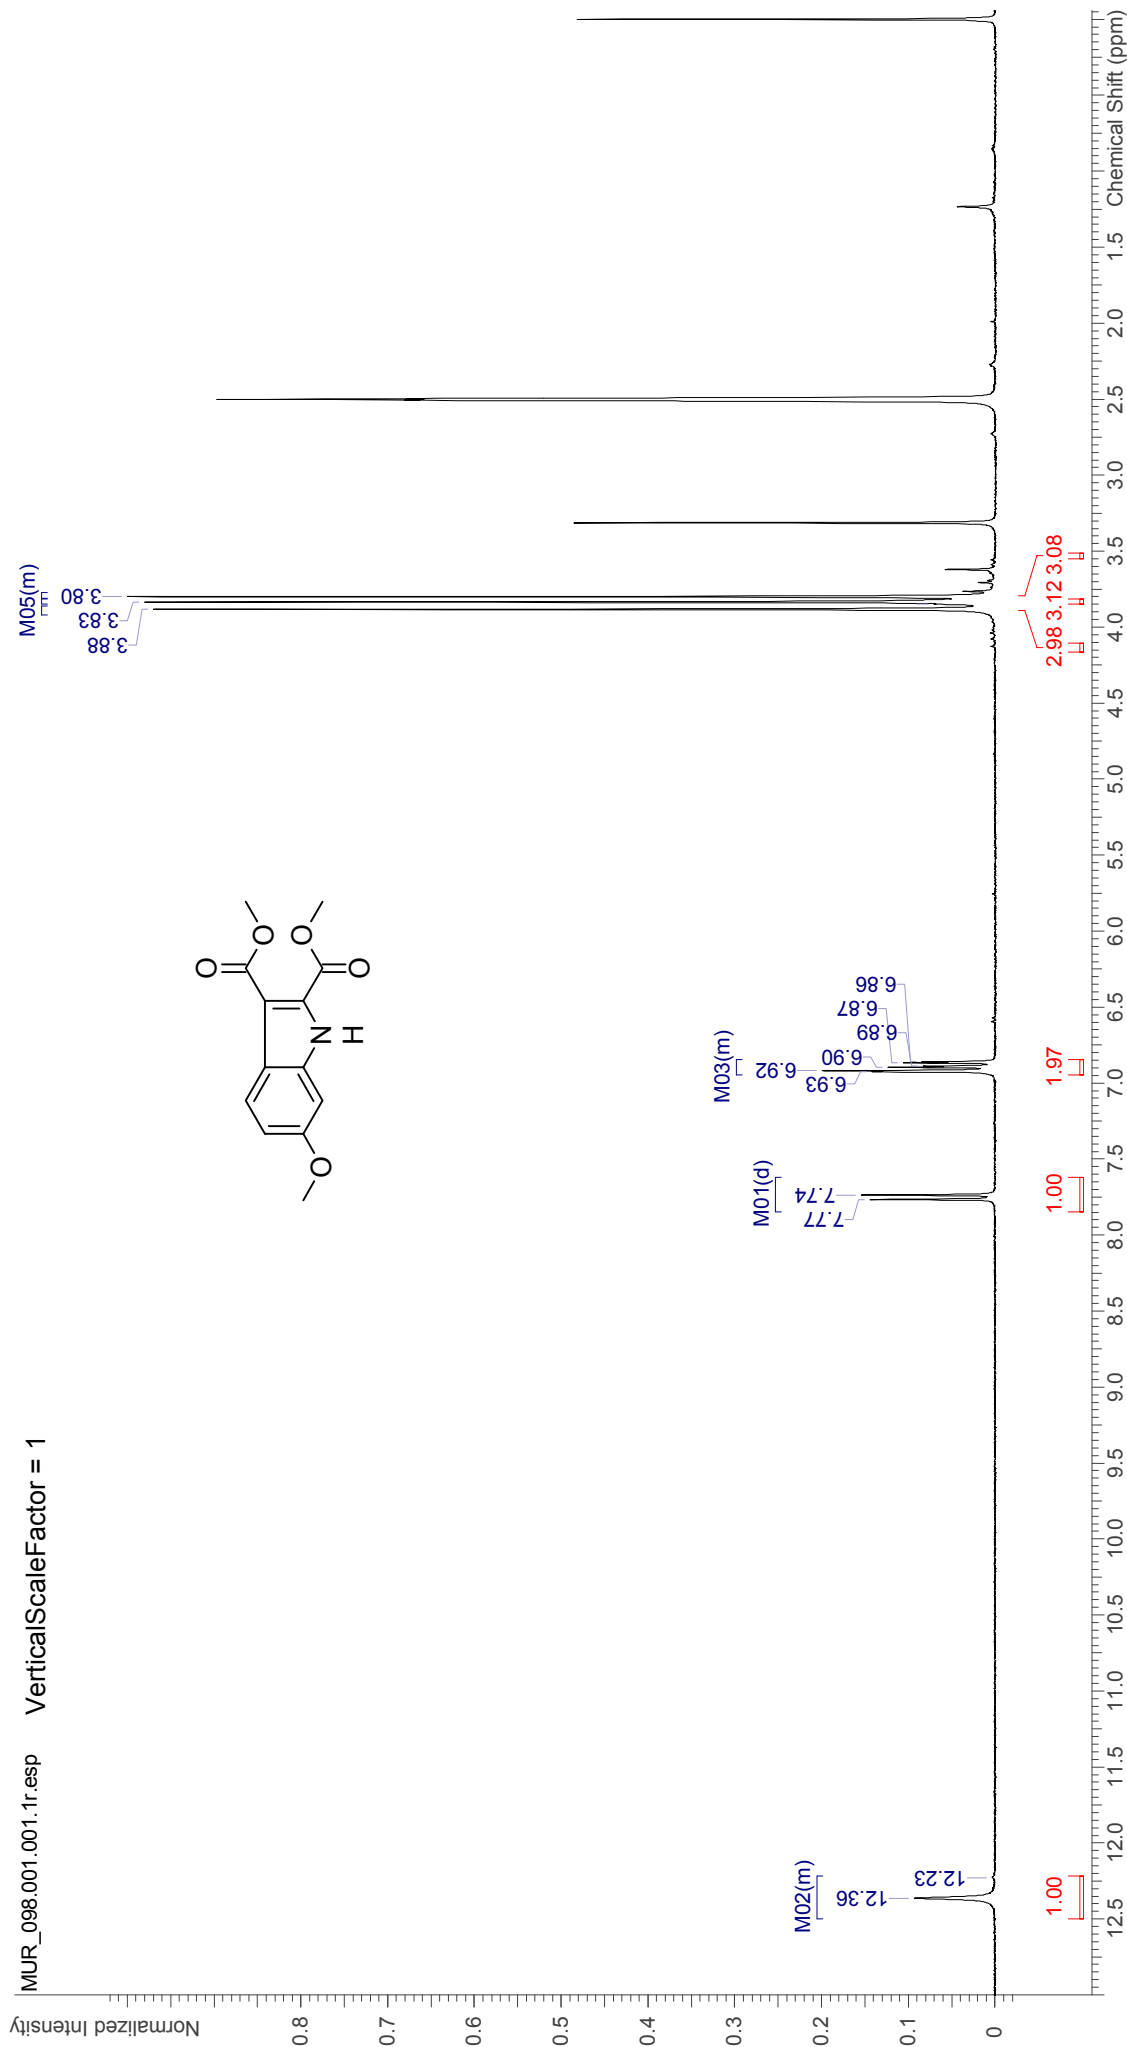 MUR_098.001.001.1r.esp VerticalScaleFactor = 1
Normalized Intensity
0.8
0.7
0.6
0.5
0.4
0.3
0.2
0.1
0
M02(m)
12.36
12.23
M01(d)
7.77
7.74
M03(m)
6.93
6.92
6.90
6.89
6.87
6.86
M05(m)
3.88
3.83
3.80
O
O
O
O
O
N
H
1.00
1.00
1.97
2.98
3.12
3.08
12.5 12.0 11.5 11.0 10.5 10.0 9.5 9.0 8.5 8.0 7.5 7.0 6.5 6.0 5.5 5.0 4.5 4.0 3.5 3.0 2.5 2.0 1.5 Chemical Shift (ppm)